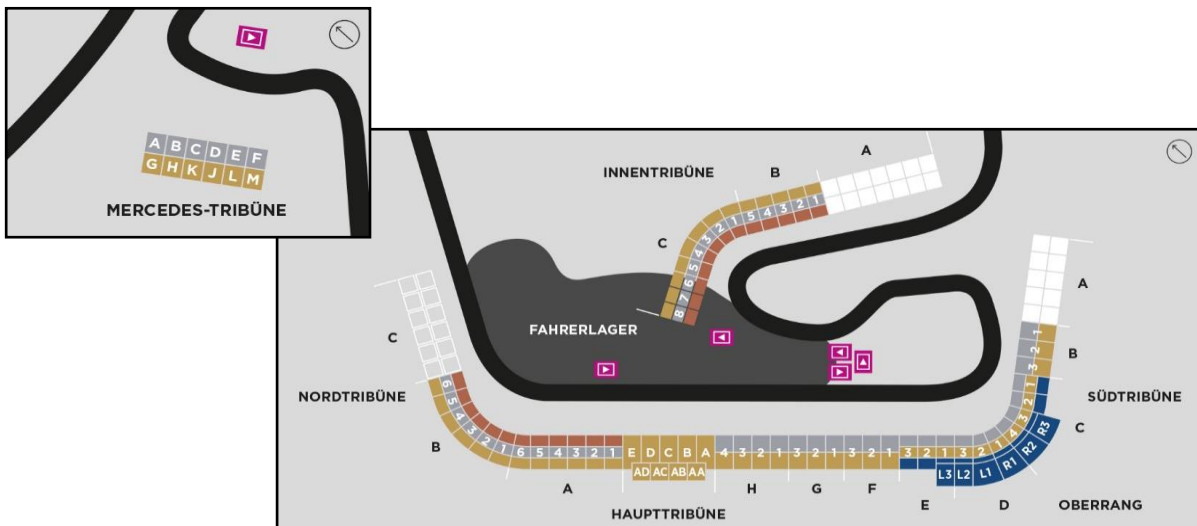 A B C D E F
G H K J L M
MERCEDES-TRIBÜNE
A
INNENTRIBÜNE
B
5 4 3 2 1
C
8 7 6 5 4 3 2 1
A
C
FAHRERLAGER
1
2
3
B
NORDTRIBÜNE
SÜDTRIBÜNE
6 5 4 3 2 1
B
6 5 4 3 2 1
A
E D C B A
AD AC AB AA
4 3 2 1
3 2 1
3 2 1
3 2 1
3 2 1
4 3 2 1
C
L3 L2 L1 R1 R2 R3
H
G
F
E
D
OBERRANG
HAUPTTRIBÜNE